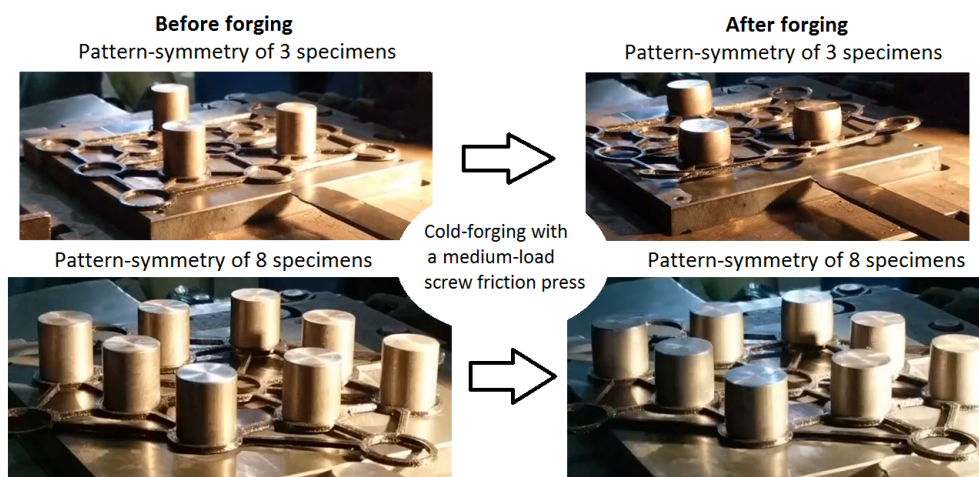 Before forging
Pattern-symmetry of 3 specimens
After forging
Pattern-symmetry of 3 specimens
Cold-forging with
a medium-load
screw friction press
Pattern-symmetry of 8 specimens
Pattern-symmetry of 8 specimens